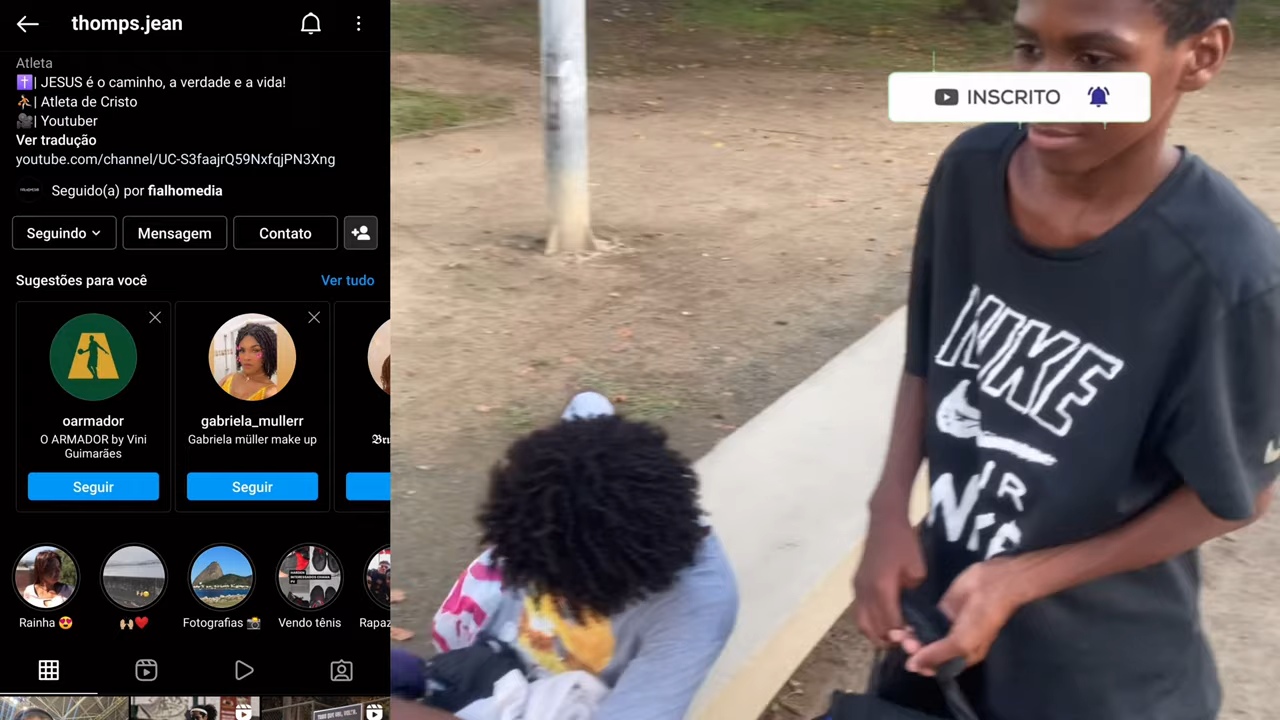 thomps.jean
Atleta
✝️| JESUS é o caminho, a verdade e a vida!
⛹🏾| Atleta de Cristo
🎥| Youtuber
Ver tradução
youtube.com/channel/UC-S3faajrQ59NxfqjPN3Xng
Seguido(a) por fialhomedia
Seguindo
Mensagem
Contato
Sugestões para você
Ver tudo
oarmador
O ARMADOR by Vini
Guimarães
Seguir
gabriela_mullerr
Gabriela müller make up
Seguir
Rainha 😍
🙌🏼❤️
Fotografias 📸
Vendo tênis
Rapaz
INSCRITO
NIKE